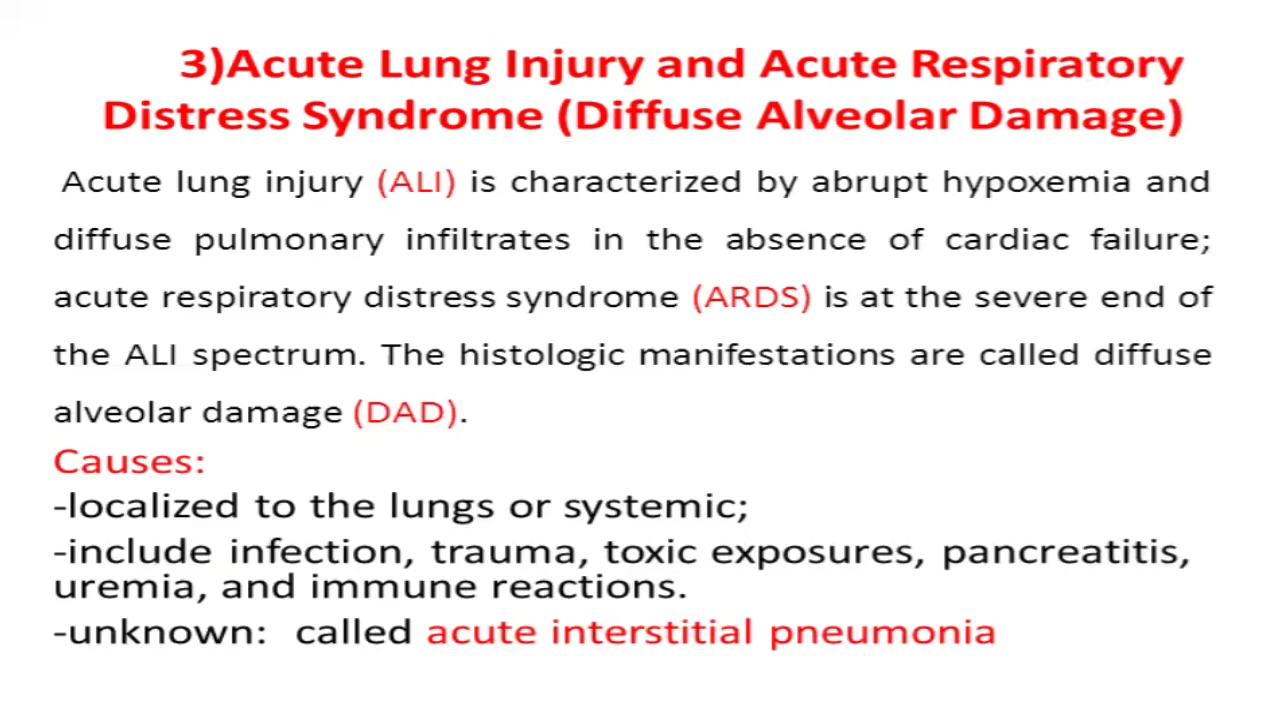 3)Acute Lung Injury and Acute Respiratory
Distress Syndrome (Diffuse Alveolar Damage)
Acute lung injury (ALI) is characterized by abrupt hypoxemia and
diffuse pulmonary infiltrates in the absence of cardiac failure;
acute respiratory distress syndrome (ARDS) is at the severe end of
the ALI spectrum. The histologic manifestations are called diffuse
alveolar damage (DAD).
Causes:
-localized to the lungs or systemic;
-include infection, trauma, toxic exposures, pancreatitis,
uremia, and immune reactions.
-unknown: called acute interstitial pneumonia